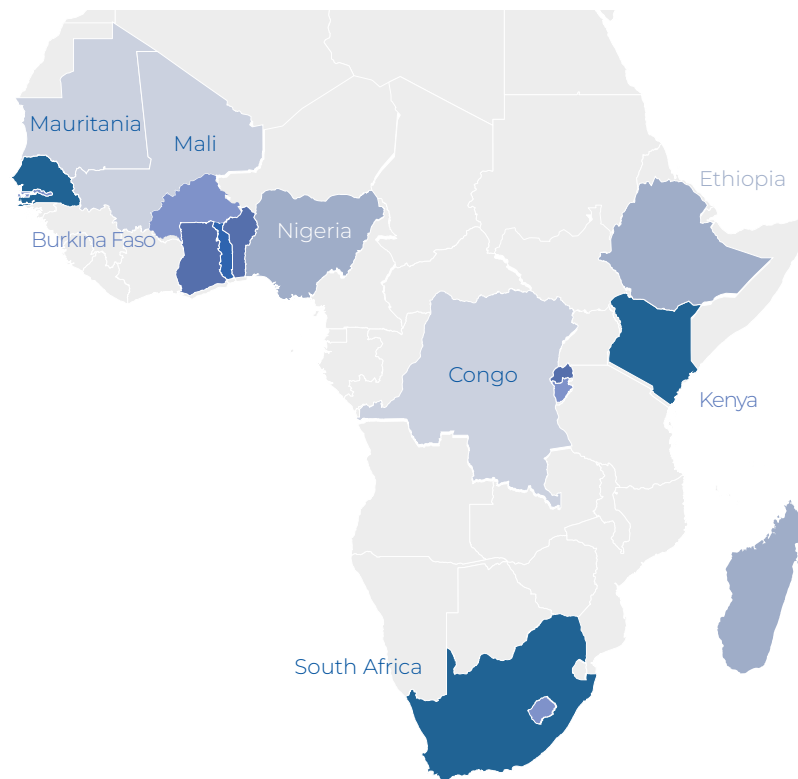 Mauritania
Mali
Ethiopia
Burkina Faso
Nigeria
Congo
Kenya
South Africa